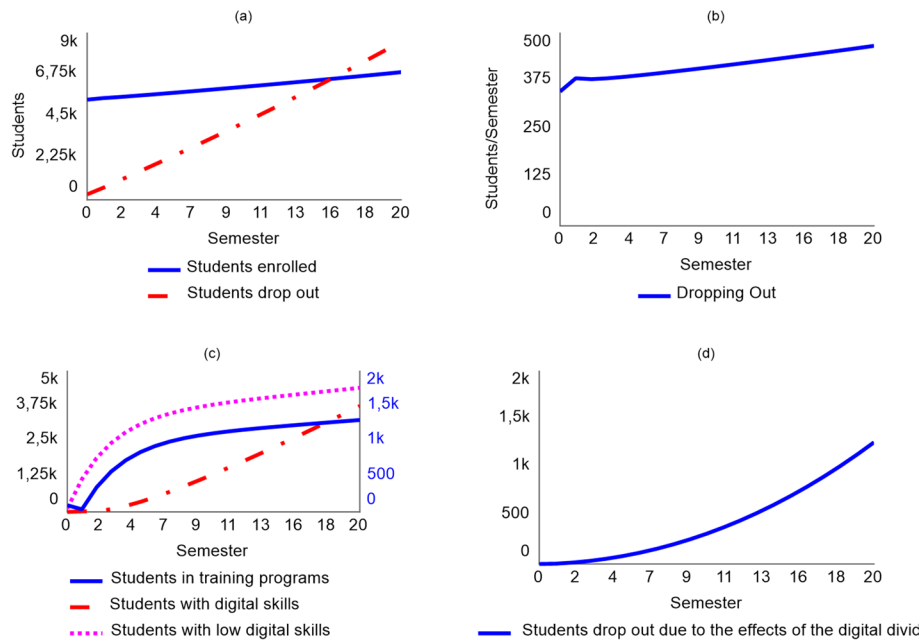 (a)
9k
6,75k
4,5k
2,25k
0
Students
0 2 4 7 9 11 13 16 18 20
Semester
Students enrolled
Students drop out
(b)
500
375
250
125
0
Students/Semester
0 2 4 7 9 11 13 16 18 20
Semester
Dropping Out
(c)
5k
3,75k
2,5k
1,25k
0
2k
1,5k
1k
500
0
0 2 4 7 9 11 13 16 18 20
Semester
Students in training programs
Students with digital skills
Students with low digital skills
(d)
2k
1,5k
1k
500
0
0 2 4 7 9 11 13 16 18 20
Semester
Students drop out due to the effects of the digital divid